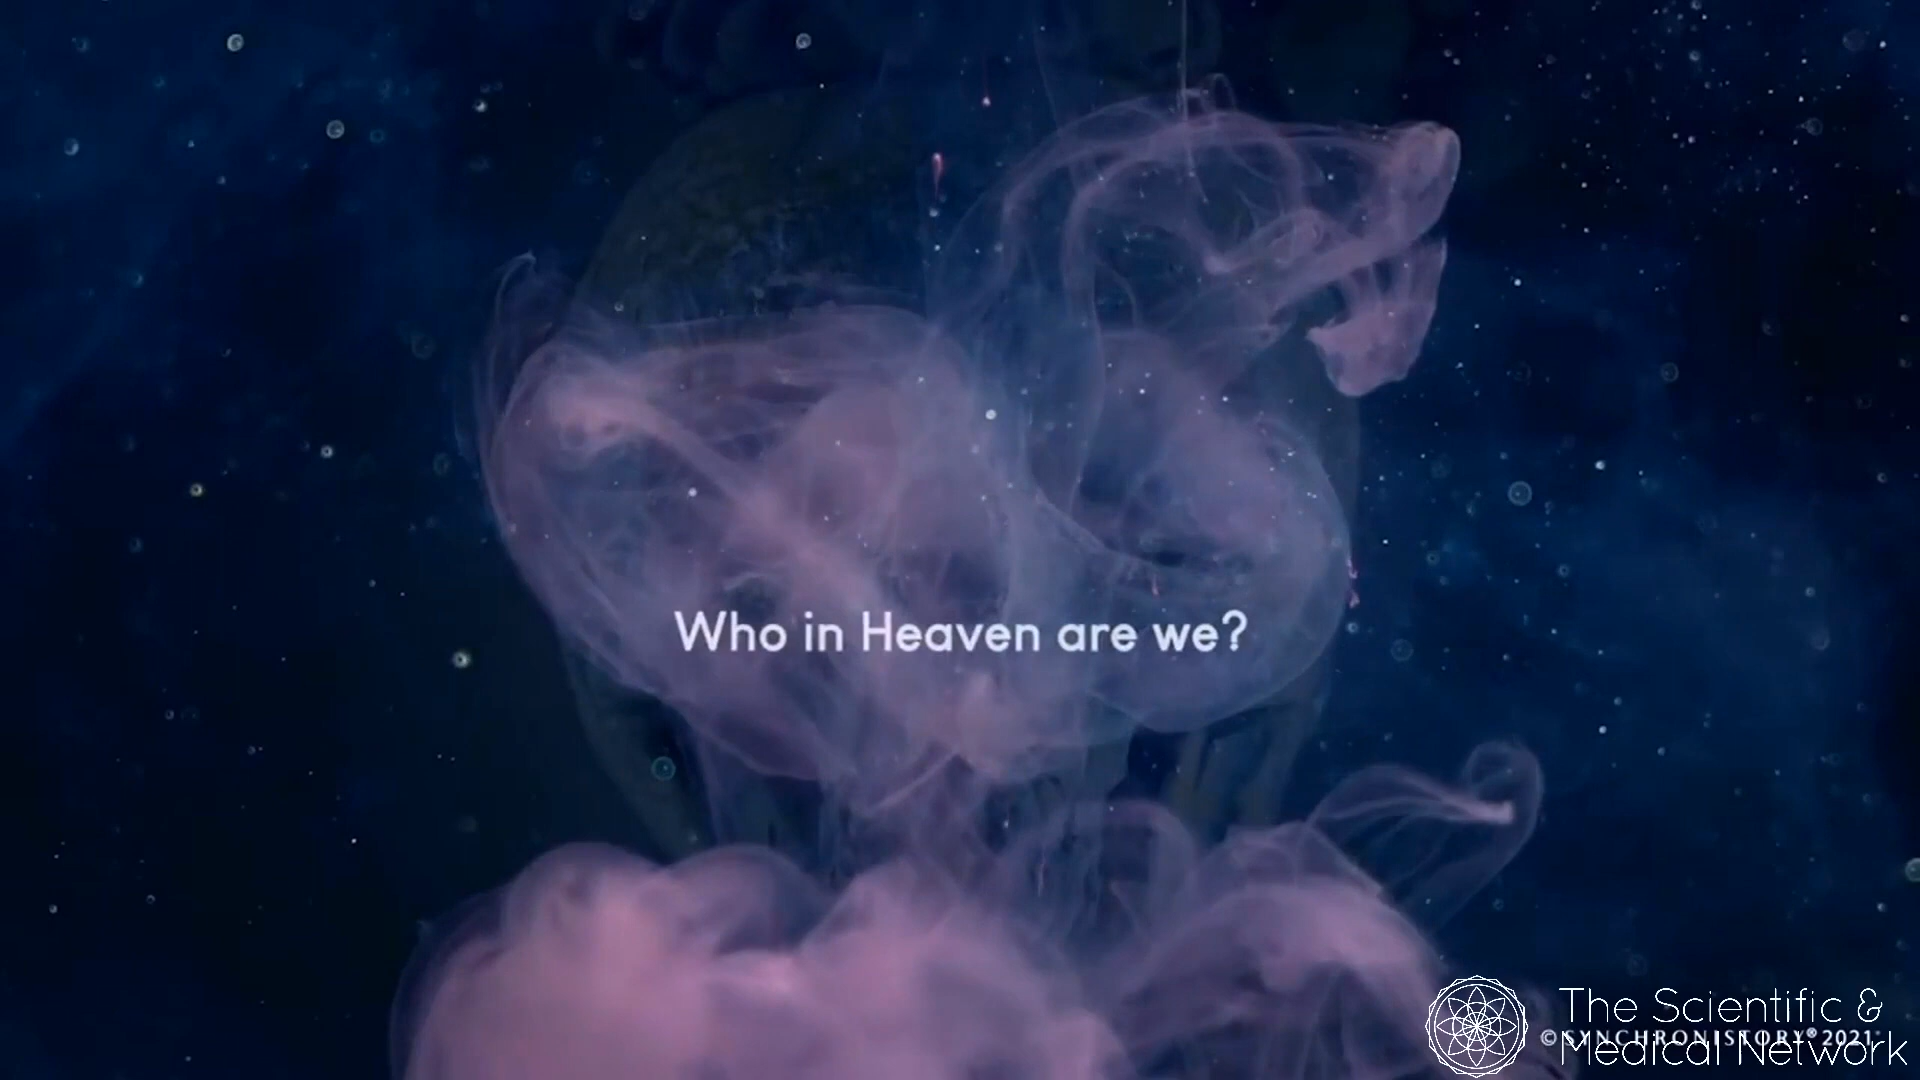 Who in Heaven are we?
The Scientific &
©SYNCHRONISTORY®2021
Medical Network